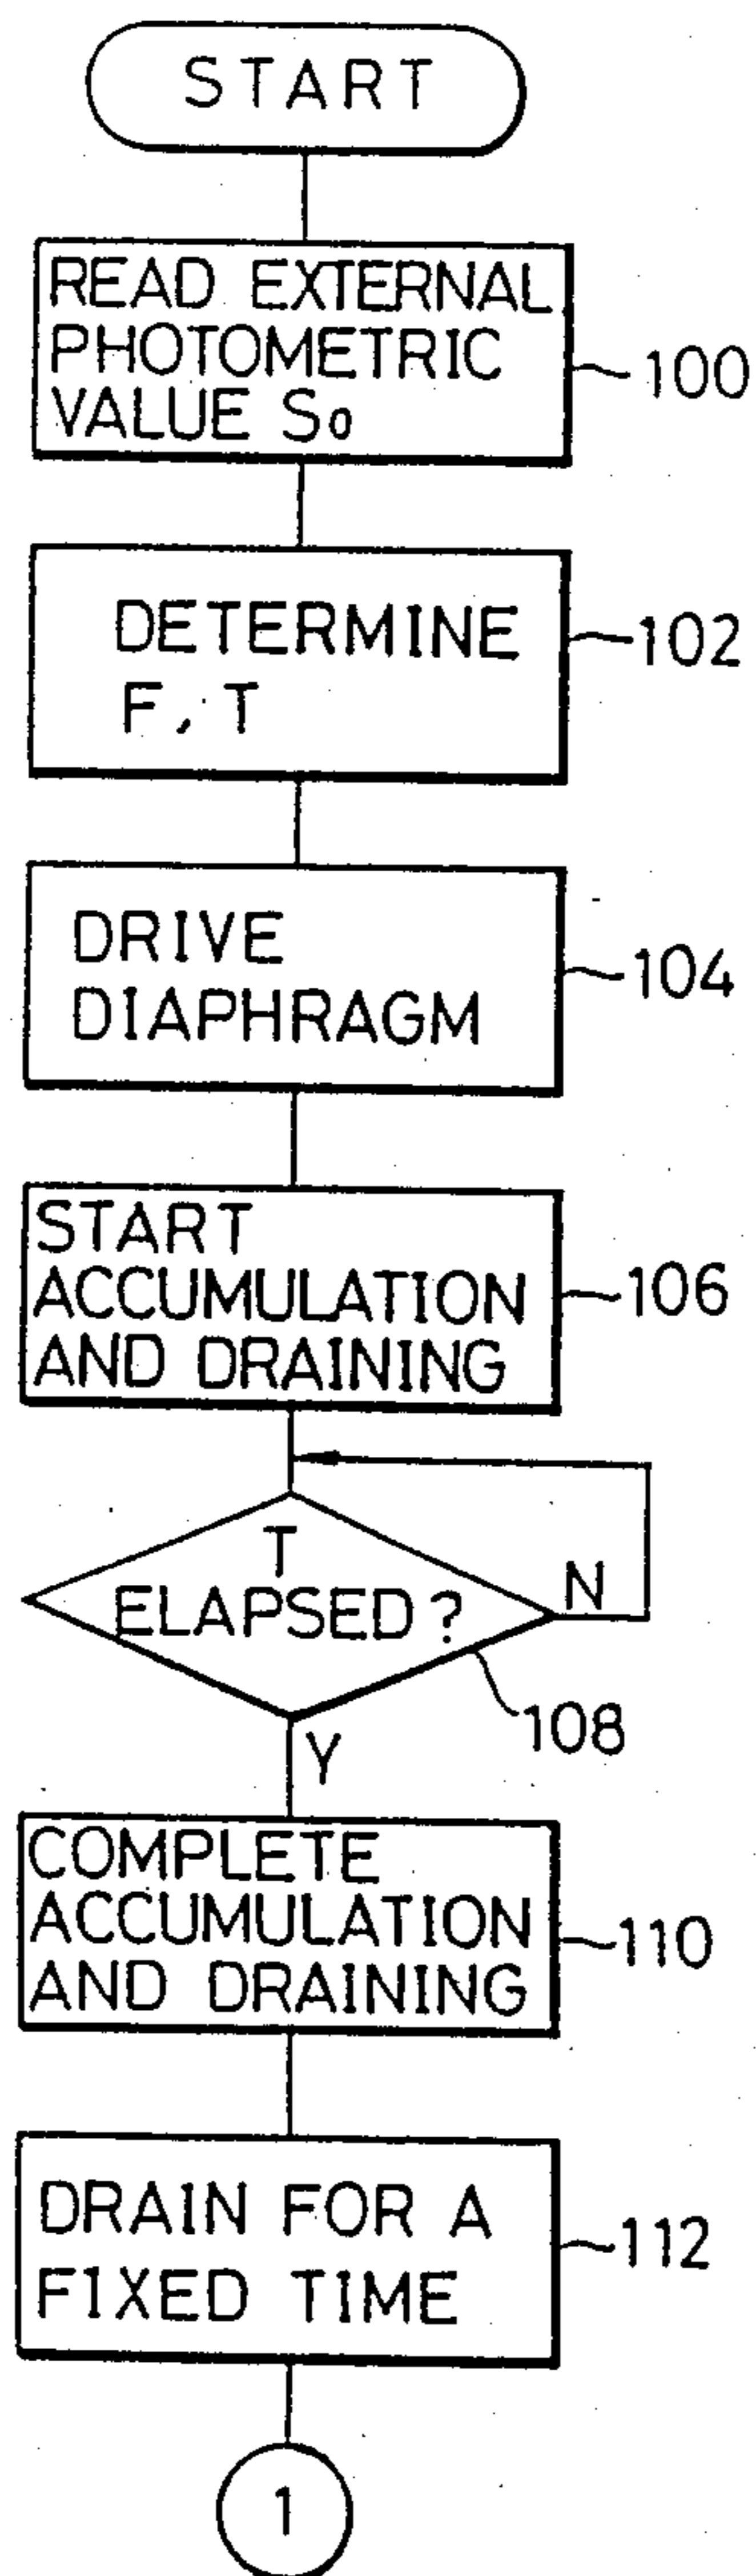 START
READ EXTERNAL
PHOTOMETRIC
VALUE S0
100
DETERMINE
F, T
102
DRIVE
DIAPHRAGM
104
START
ACCUMULATION
AND DRAINING
106
T
ELAPSED?
N
108
Y
COMPLETE
ACCUMULATION
AND DRAINING
110
DRAIN FOR A
FIXED TIME
112
1